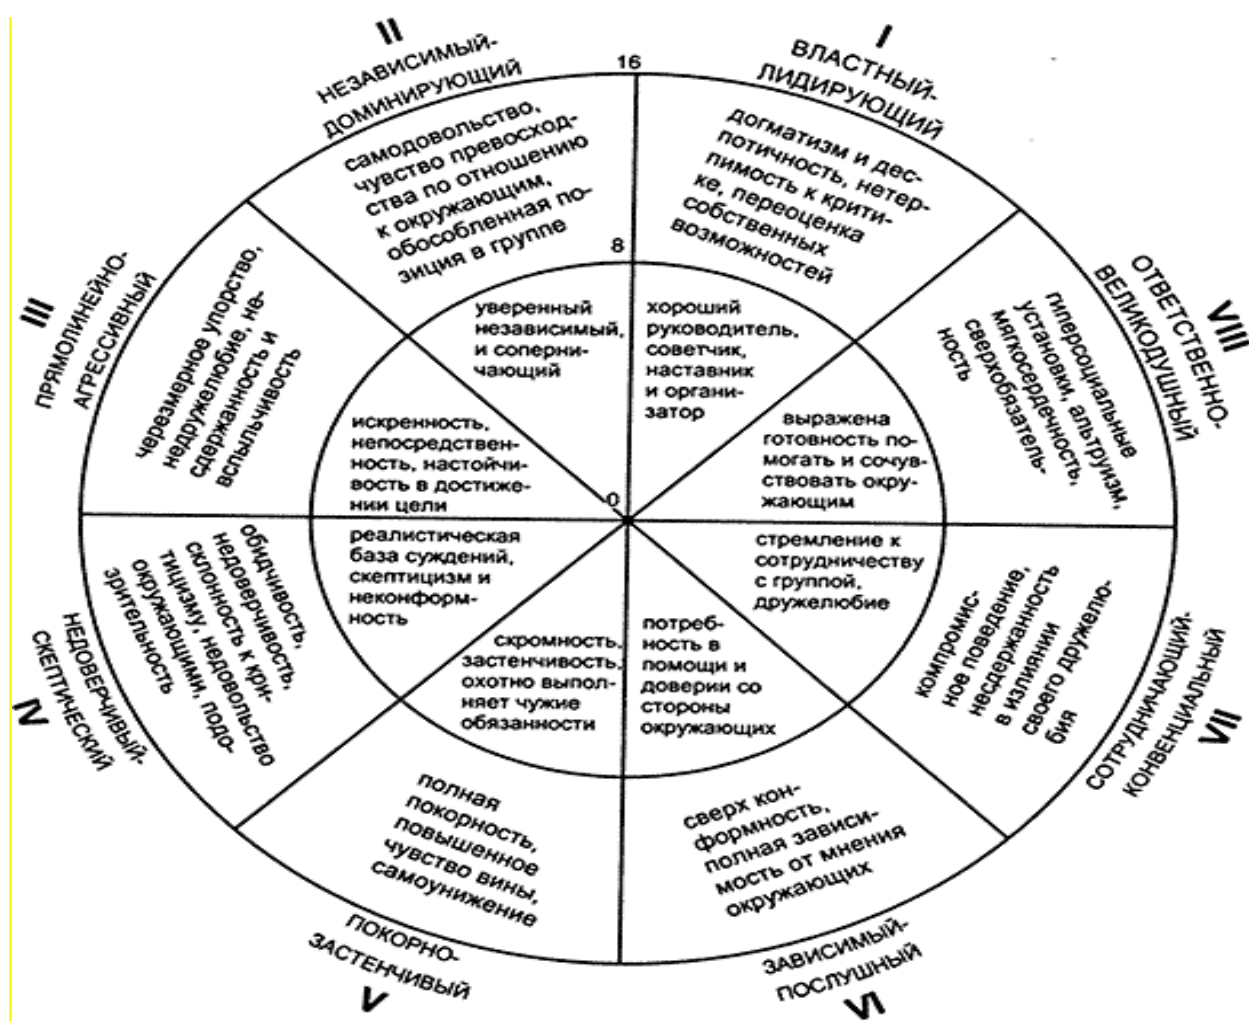 I
ВЛАСТНЫЙ-
ЛИДИРУЮЩИЙ
догматизм и дес-
потичность, нетер-
пимость к крити-
ке, переоценка
собственных
возможностей
хороший
руководитель,
советчик,
наставник
и органи-
затор
II
НЕЗАВИСИМЫЙ-
ДОМИНИРУЮЩИЙ
самодовольство,
чувство превосход-
ства по отношению
к окружающим,
обособленная по-
зиция в группе
уверенный
независимый,
и соперни-
чающий
16
8
0
III
ПРЯМОЛИНЕЙНО-
АГРЕССИВНЫЙ
черезмерное упорство,
недружелюбие, не-
сдержанность и
вспыльчивость
искренность,
непосредствен-
ность, настойчи-
вость в достиже-
нии цели
IV
НЕДОВЕРЧИВЫЙ-
СКЕПТИЧЕСКИЙ
обидчивость,
недоверчивость,
склонность к кри-
тицизму, недовольство
окружающими, подо-
зрительность
реалистическая
база суждений,
скептицизм и
неконформ-
ность
V
ПОКОРНО-
ЗАСТЕНЧИВЫЙ
скромность,
застенчивость,
охотно выпол-
няет чужие
обязанности
полная
покорность,
повышенное
чувство вины,
самоунижение
VI
ЗАВИСИМЫЙ-
ПОСЛУШНЫЙ
потреб-
ность в
помощи и
доверии со
стороны
окружающих
сверх кон-
формность,
полная зависи-
мость от мнения
окружающих
VII
СОТРУДНИЧАЮЩИЙ-
КОНВЕНЦИАЛЬНЫЙ
стремление к
сотрудничеству
с группой,
дружелюбие
компромис-
ное поведение,
несдержанность
в излиянии
своего дружелю-
бия
VIII
ОТВЕТСТВЕННО-
ВЕЛИКОДУШНЫЙ
гиперсоциальные
установки, альтруизм,
мягкосердечность,
сверхобязатель-
ность
выражена
готовность по-
могать и сочув-
ствовать окру-
жающим